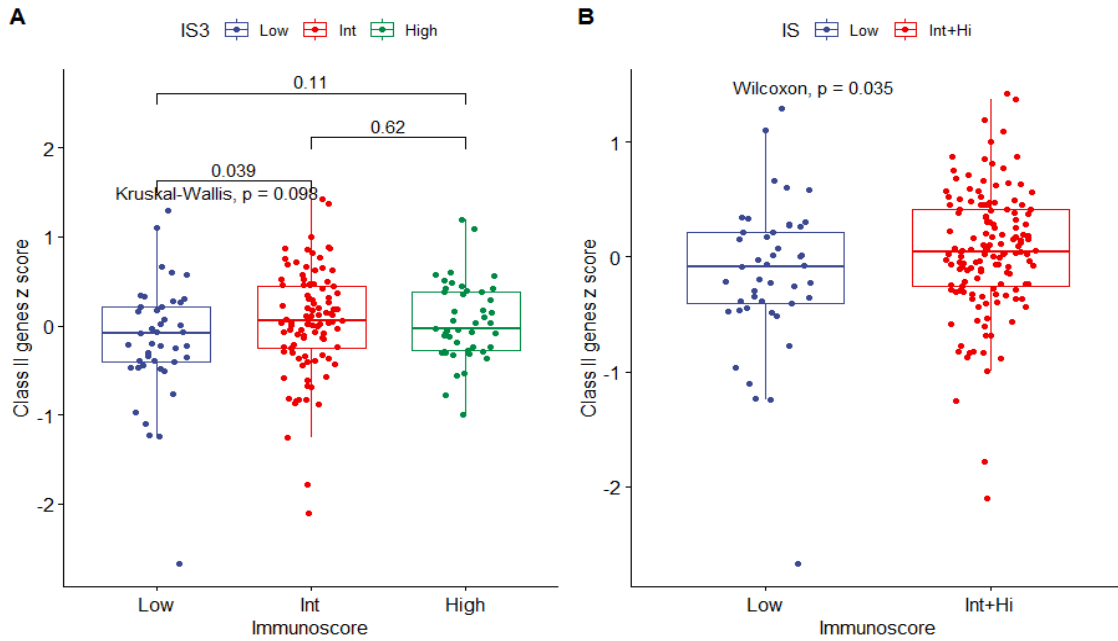 A
IS3 Low Int High
0.11
0.62
0.039
Kruskal-Wallis, p = 0.098
2
1
0
-1
-2
Class II genes z score
Low Int High
Immunoscore
B
IS Low Int+Hi
Wilcoxon, p = 0.035
1
0
-1
-2
Class II genes z score
Low Int+Hi
Immunoscore